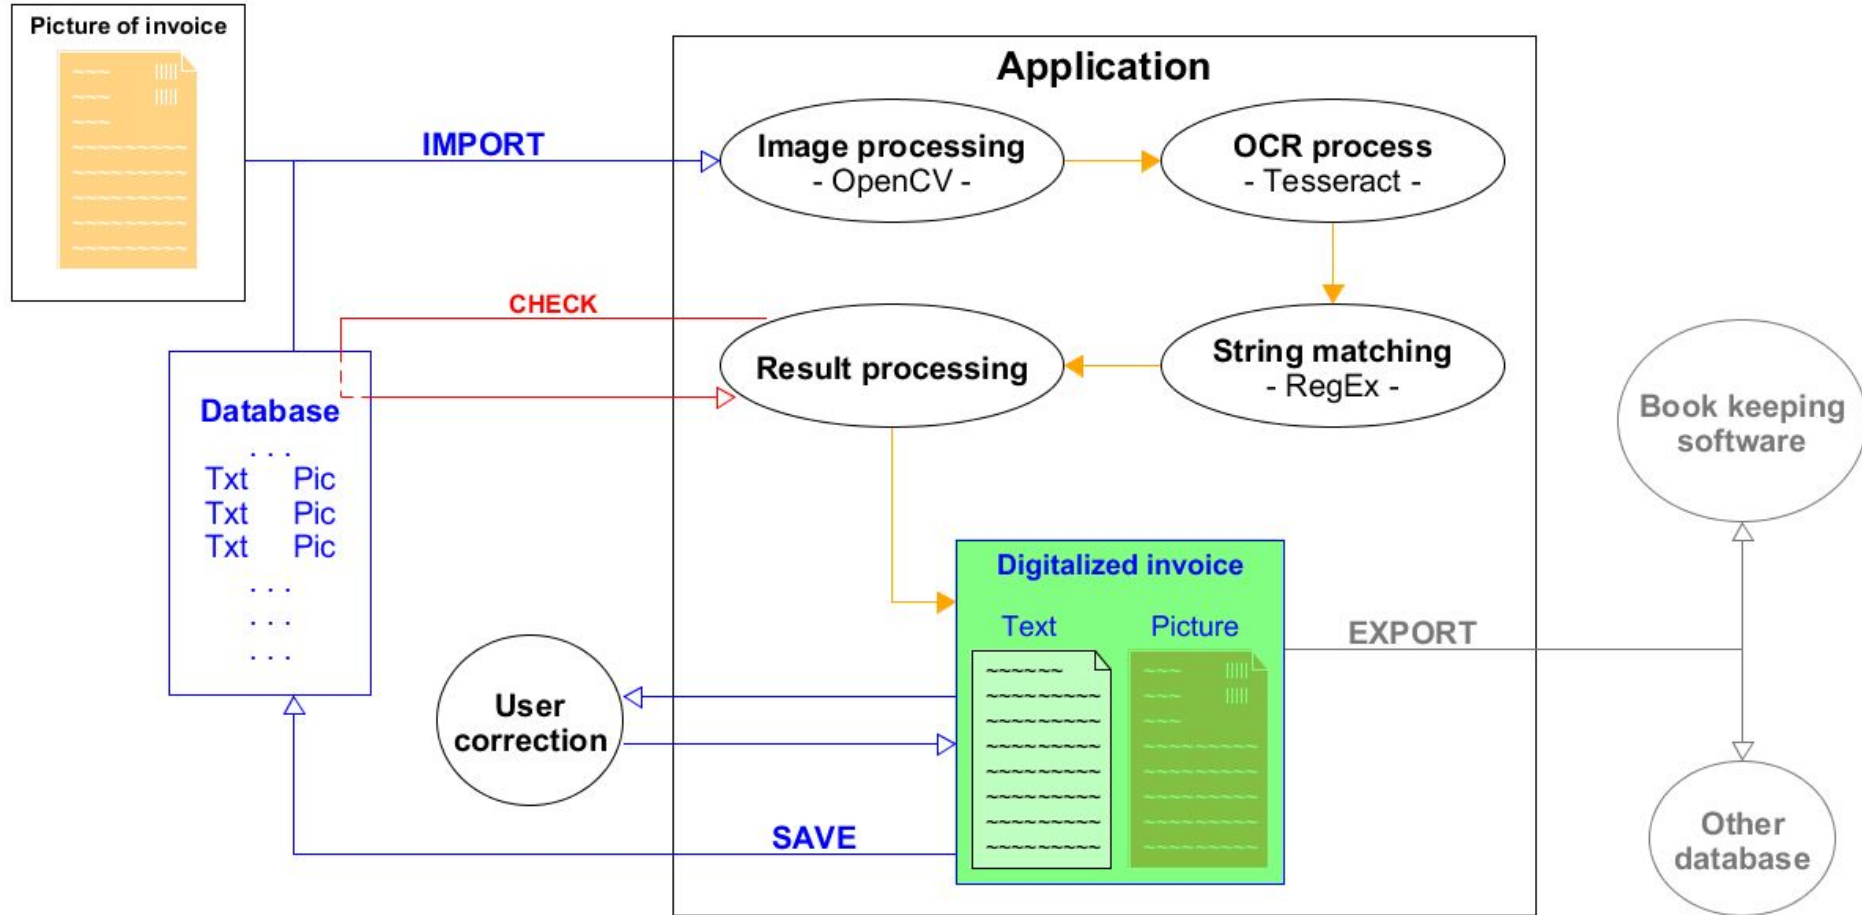 Picture of invoice
Application
IMPORT
Image processing
- OpenCV -
OCR process
- Tesseract -
CHECK
Result processing
String matching
- RegEx -
Database
. . .
Txt Pic
Txt Pic
Txt Pic
. . .
. . .
. . .
Book keeping
software
Digitalized invoice
Text Picture
EXPORT
User
correction
SAVE
Other
database